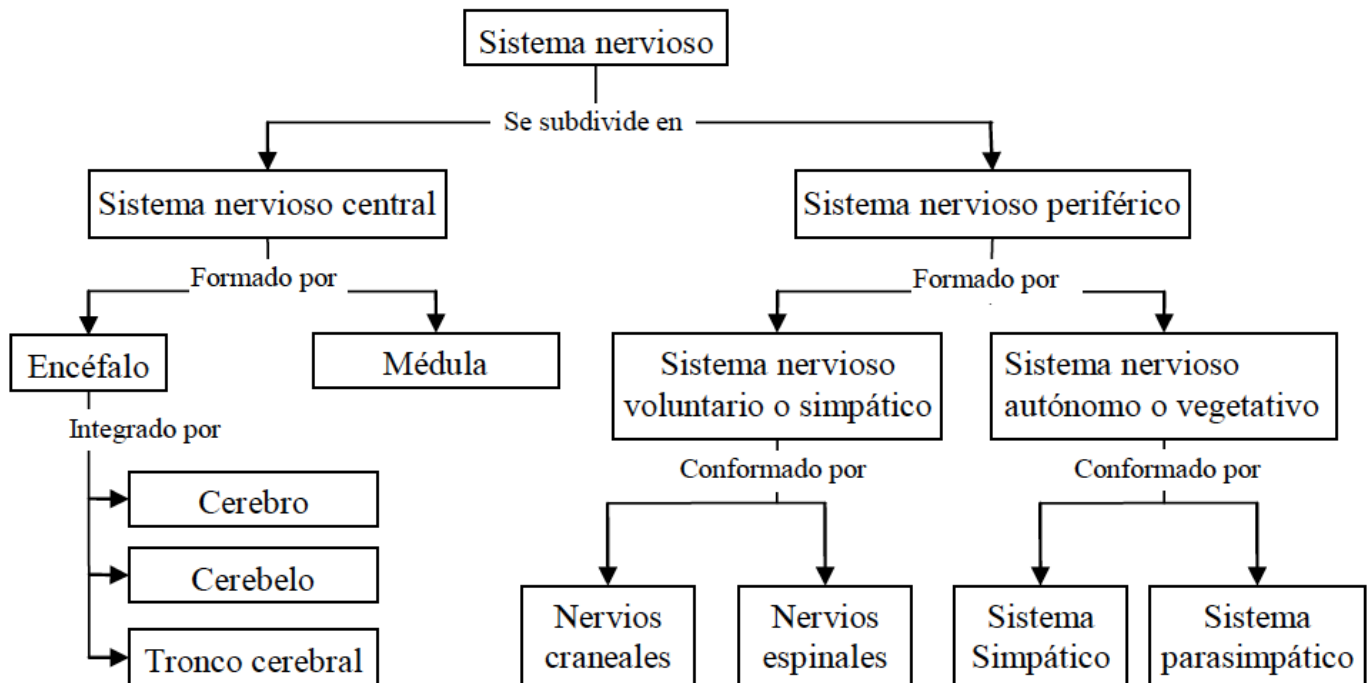 Sistema nervioso
Se subdivide en
Sistema nervioso central
Sistema nervioso periférico
Formado por
Formado por
Encéfalo
Médula
Sistema nervioso
voluntario o simpático
Sistema nervioso
autónomo o vegetativo
Integrado por
Conformado por
Conformado por
Cerebro
Cerebelo
Tronco cerebral
Nervios
craneales
Nervios
espinales
Sistema
Simpático
Sistema
parasimpático